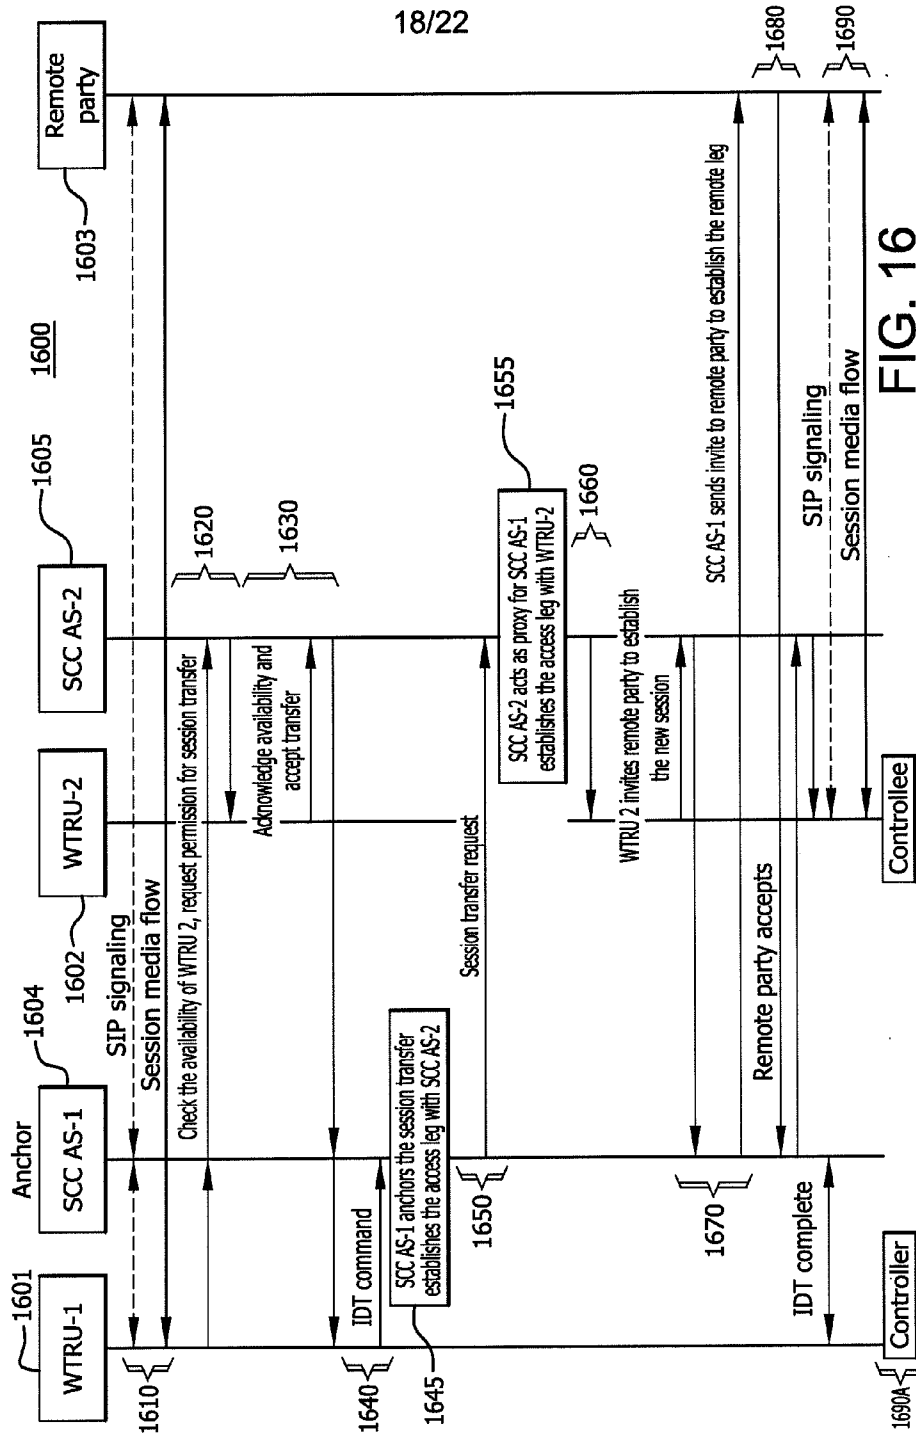 18/22
1600
Anchor
WTRU-1
1601
SCC AS-1
1604
WTRU-2
1602
SCC AS-2
1605
Remote
party
1603
1610
SIP signaling
Session media flow
Check the availability of WTRU 2, request permission for session transfer
1620
Acknowledge availability and
accept transfer
1630
IDT command
1640
SCC AS-1 anchors the session transfer
establishes the access leg with SCC AS-2
1645
Session transfer request
1650
SCC AS-2 acts as proxy for SCC AS-1
establishes the access leg with WTRU-2
1655
1660
WTRU 2 invites remote party to establish
the new session
1670
SCC AS-1 sends invite to remote party to establish the remote leg
Remote party accepts
1680
IDT complete
SIP signaling
Session media flow
1690
1690A
Controller
Controllee
FIG. 16